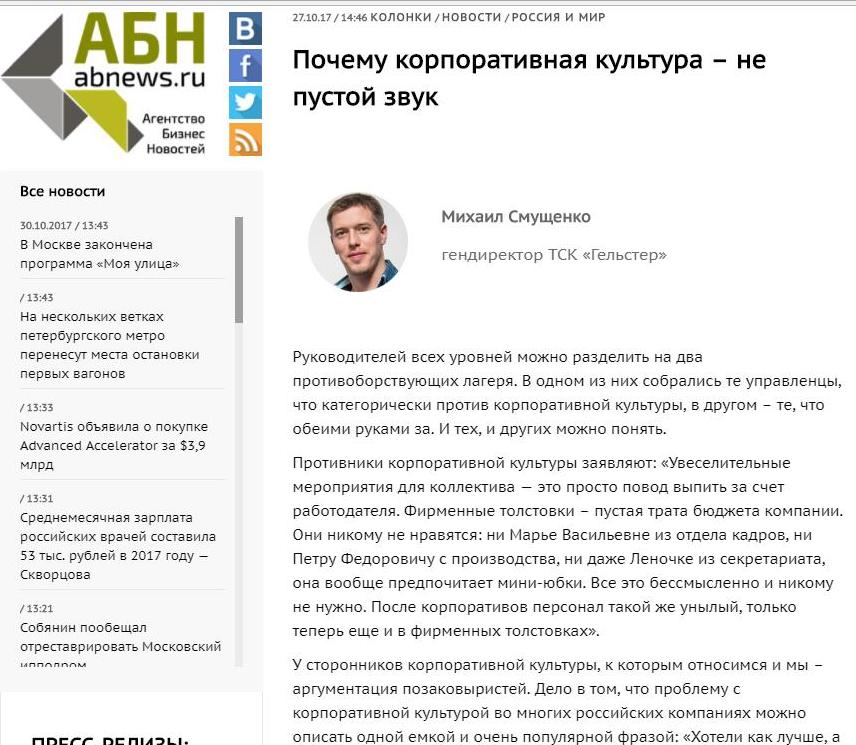 АБН
abnews.ru
Агентство
Бизнес
Новостей
B
f
27.10.17 / 14:46 КОЛОНКИ / НОВОСТИ / РОССИЯ И МИР
Почему корпоративная культура – не
пустой звук
Михаил Смущенко
гендиректор ТСК «Гельстер»
Все новости
30.10.2017 / 13:43
В Москве закончена
программа «Моя улица»
/ 13:43
На нескольких ветках
петербургского метро
перенесут места остановки
первых вагонов
/ 13:33
Novartis объявила о покупке
Advanced Accelerator за $3,9
млрд
/ 13:31
Среднемесячная зарплата
российских врачей составила
53 тыс. рублей в 2017 году —
Скворцова
/ 13:21
Собянин пообещал
отреставрировать Московский
ипподром
ПРЕСС-РЕЛИЗЫ:
Руководителей всех уровней можно разделить на два
противоборствующих лагеря. В одном из них собрались те управленцы,
что категорически против корпоративной культуры, в другом – те, что
обеими руками за. И тех, и других можно понять.
Противники корпоративной культуры заявляют: «Увеселительные
мероприятия для коллектива — это просто повод выпить за счет
работодателя. Фирменные толстовки – пустая трата бюджета компании.
Они никому не нравятся: ни Марье Васильевне из отдела кадров, ни
Петру Федоровичу с производства, ни даже Леночке из секретариата,
она вообще предпочитает мини-юбки. Все это бессмысленно и никому
не нужно. После корпоративов персонал такой же унылый, только
теперь еще и в фирменных толстовках».
У сторонников корпоративной культуры, к которым относимся и мы –
аргументация позаковыристей. Дело в том, что проблему с
корпоративной культурой во многих российских компаниях можно
описать одной емкой и очень популярной фразой: «Хотели как лучше, а